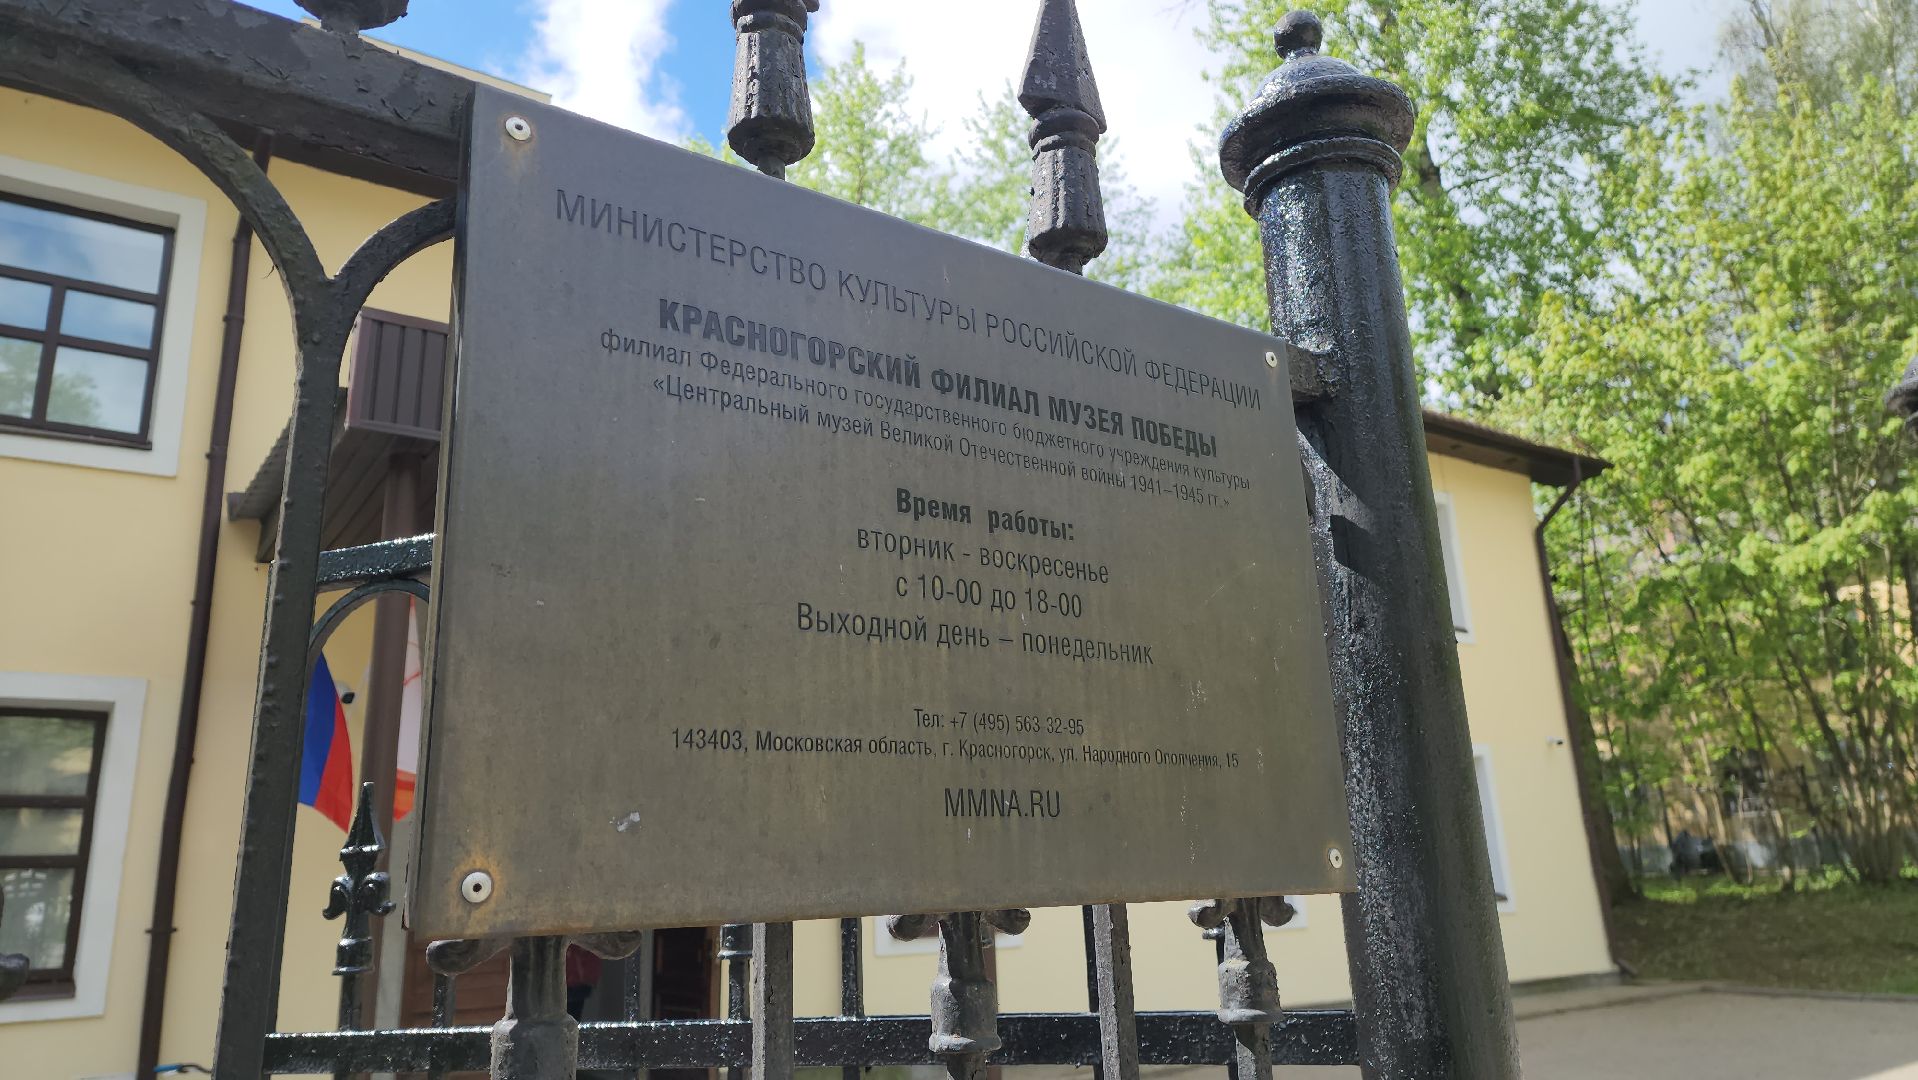 МИНИСТЕРСТВО КУЛЬТУРЫ РОССИЙСКОЙ ФЕДЕРАЦИИ
КРАСНОГОРСКИЙ ФИЛИАЛ МУЗЕЯ ПОБЕДЫ
филиал Федерального государственного бюджетного учреждения культуры
«Центральный музей Великой Отечественной войны 1941–1945 гг.»
Время работы:
вторник - воскресенье
с 10-00 до 18-00
Выходной день – понедельник
Тел: +7 (495) 563-32-95
143403, Московская область, г. Красногорск, ул. Народного Ополчения, 15
MMNA.RU